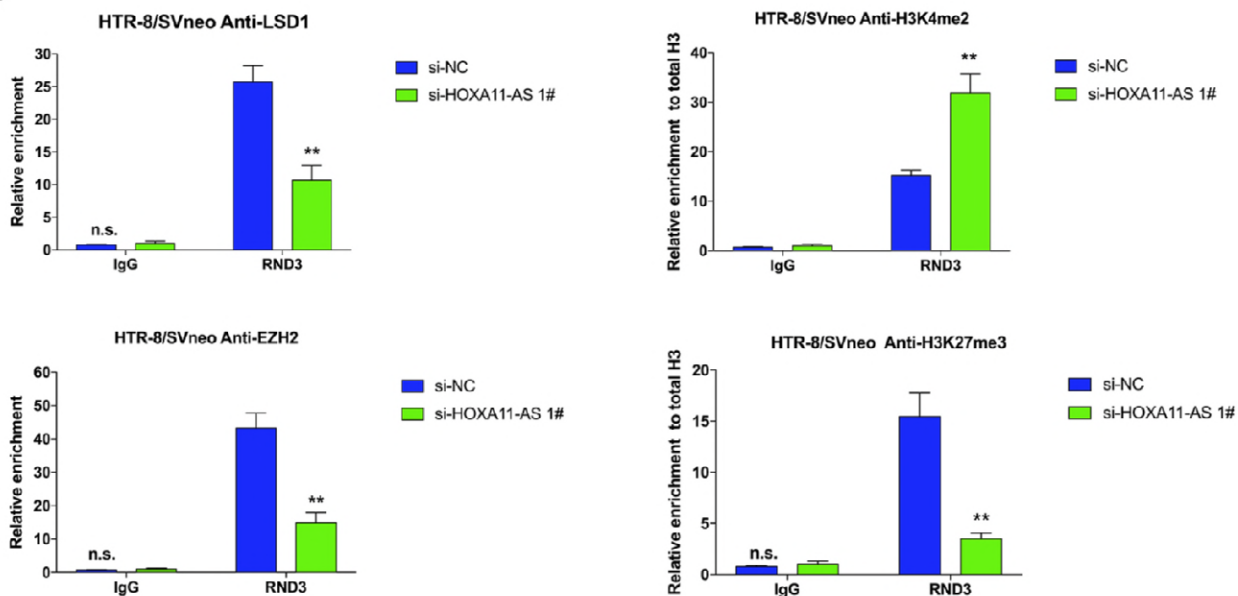 HTR-8/SVneo Anti-LSD1
Relative enrichment
30
25
20
15
10
5
0
n.s.
**
IgG
RND3
si-NC
si-HOXA11-AS 1#
HTR-8/SVneo Anti-H3K4me2
Relative enrichment to total H3
40
30
20
10
0
**
IgG
RND3
si-NC
si-HOXA11-AS 1#
HTR-8/SVneo Anti-EZH2
Relative enrichment
60
50
40
30
20
10
0
n.s.
**
IgG
RND3
si-NC
si-HOXA11-AS 1#
HTR-8/SVneo Anti-H3K27me3
Relative enrichment to total H3
20
15
10
5
0
n.s.
**
IgG
RND3
si-NC
si-HOXA11-AS 1#